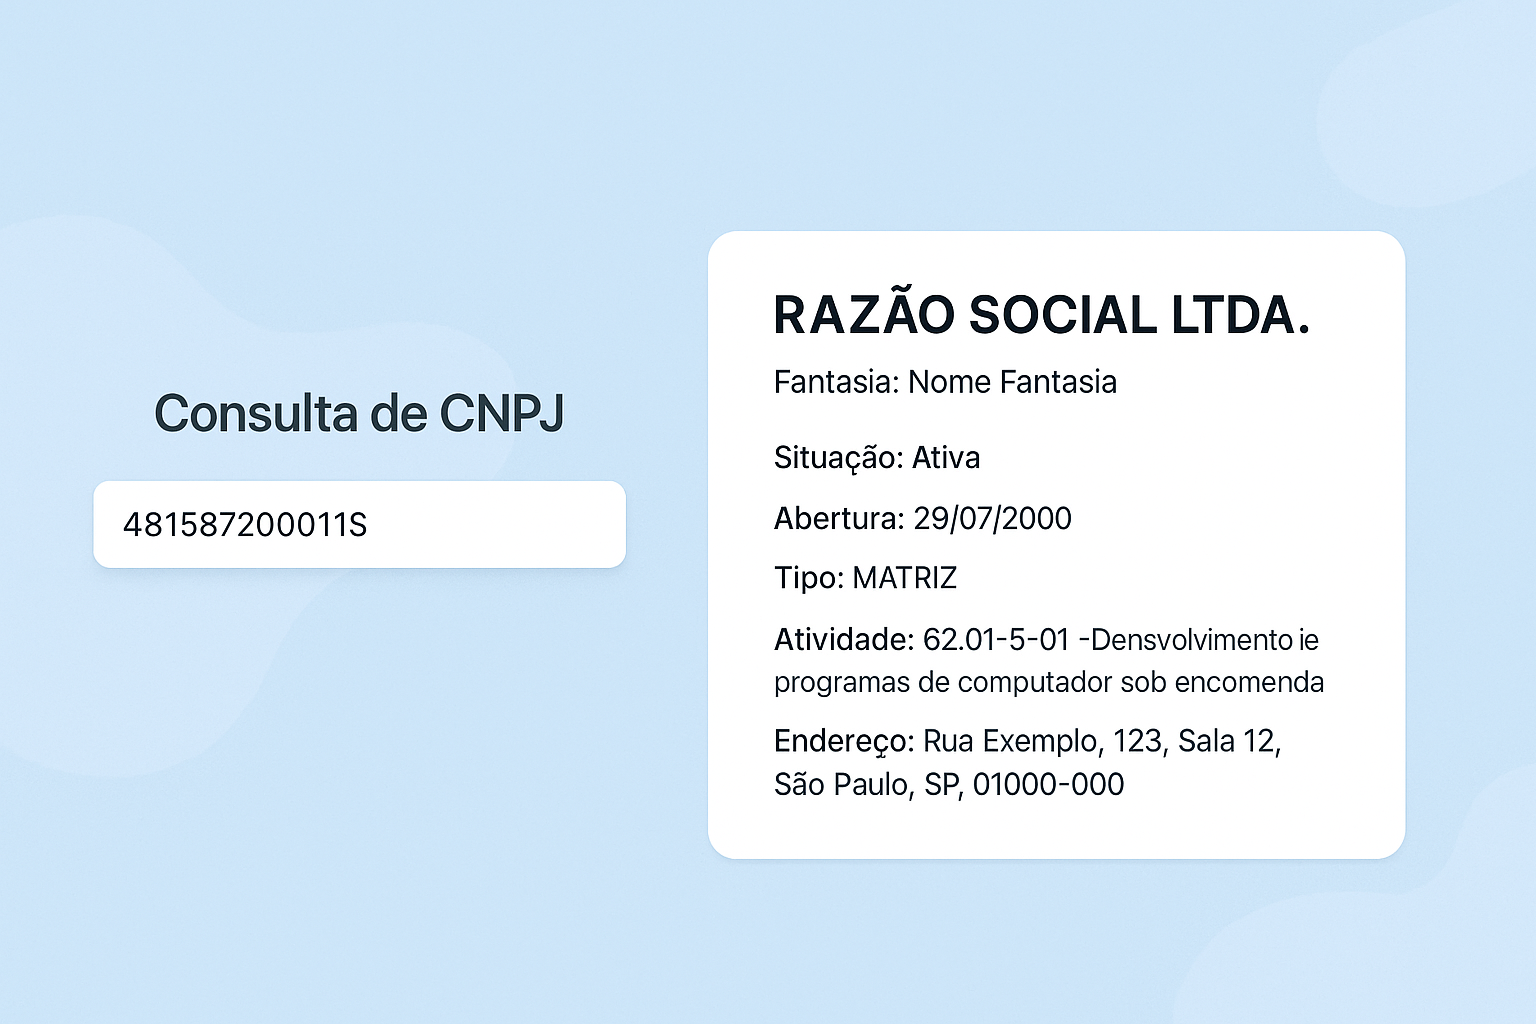 Consulta de CNPJ
481587200011S
RAZÃO SOCIAL LTDA.
Fantasia: Nome Fantasia
Situação: Ativa
Abertura: 29/07/2000
Tipo: MATRIZ
Atividade: 62.01-5-01 -Densvolvimento ie
programas de computador sob encomenda
Endereço: Rua Exemplo, 123, Sala 12,
São Paulo, SP, 01000-000